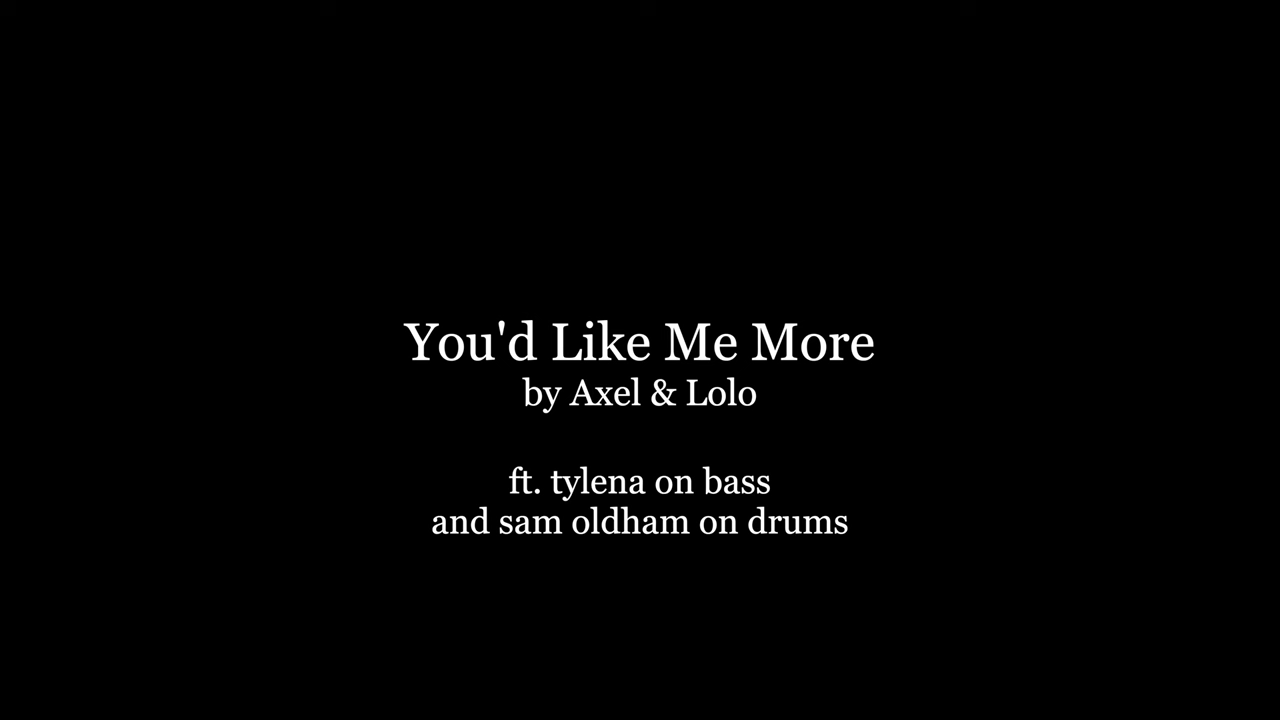 You'd Like Me More
by Axel & Lolo
ft. tylena on bass
and sam oldham on drums